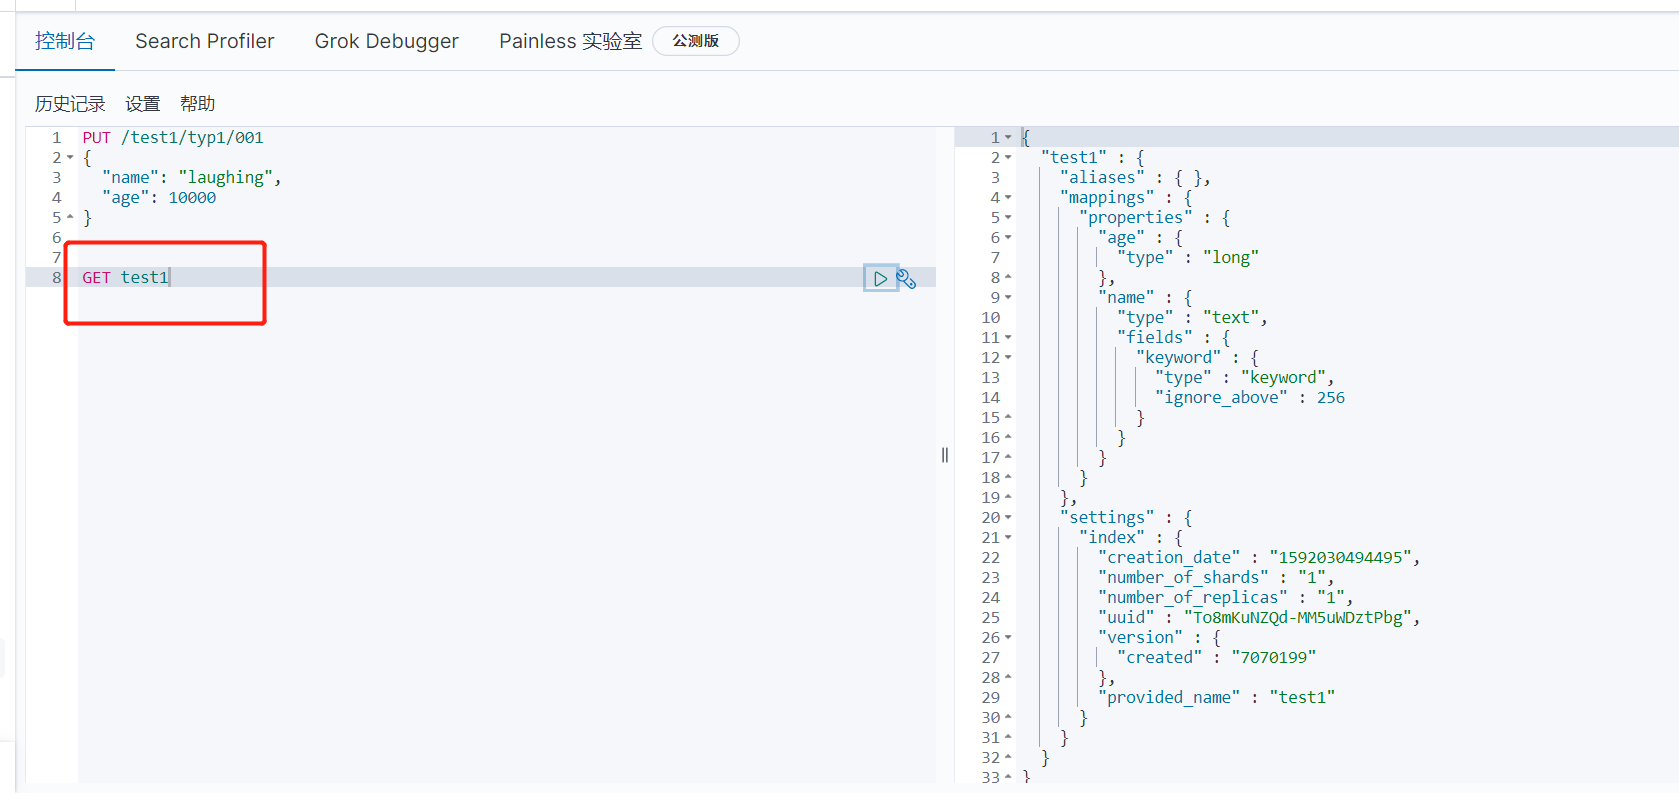 控制台 Search Profiler Grok Debugger Painless 实验室 公测版
历史记录 设置 帮助
1 PUT /test1/typ1/001
2 {
3 "name": "laughing",
4 "age": 10000
5 }
6
7
8 GET test1
1 {
2 "test1" : {
3 "aliases" : { },
4 "mappings" : {
5 "properties" : {
6 "age" : {
7 "type" : "long"
8 },
9 "name" : {
10 "type" : "text",
11 "fields" : {
12 "keyword" : {
13 "type" : "keyword",
14 "ignore_above" : 256
15 }
16 }
17 }
18 }
19 },
20 "settings" : {
21 "index" : {
22 "creation_date" : "1592030494495",
23 "number_of_shards" : "1",
24 "number_of_replicas" : "1",
25 "uuid" : "To8mKuNZQd-MM5uWDztPbg",
26 "version" : {
27 "created" : "7070199"
28 },
29 "provided_name" : "test1"
30 }
31 }
32 }
33 }